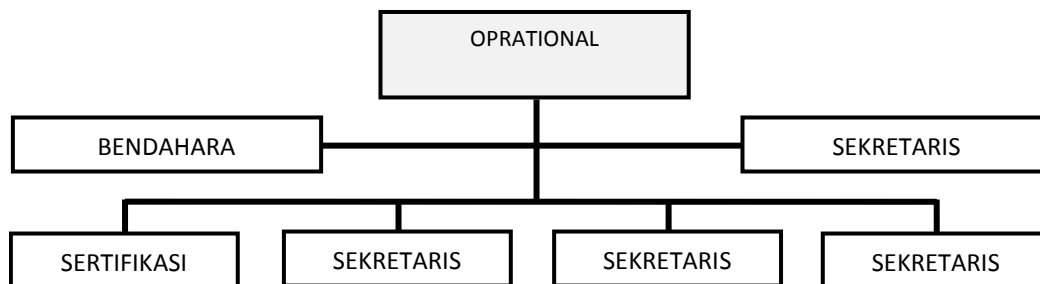 OPRATIONAL
BENDAHARA
SEKRETARIS
SERTIFIKASI
SEKRETARIS
SEKRETARIS
SEKRETARIS